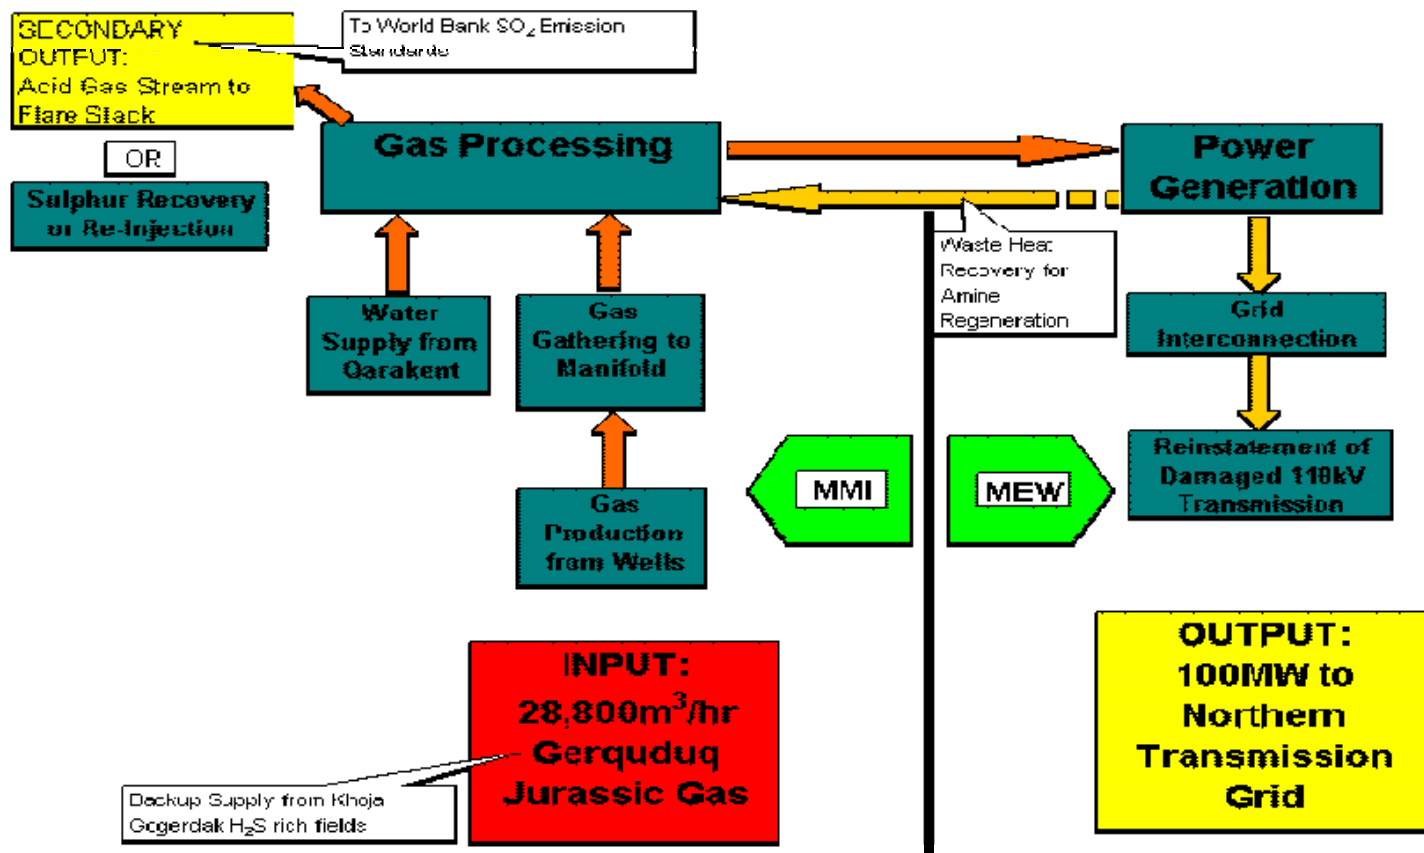 SECONDARY
OUTPUT:
Acid Gas Stream to
Flare Stack
To World Bank SO₂ Emission
Standards
OR
Sulphur Recovery
or Re-Injection
Gas Processing
Power
Generation
Waste Heat
Recovery for
Amine
Regeneration
Water
Supply from
Qarakent
Gas
Gathering to
Manifold
Grid
Interconnection
Gas
Production
from Wells
MMI
MEW
Reinstatement of
Damaged 110kV
Transmission
INPUT:
28,800m³/hr
Gerquduq
Jurassic Gas
Backup Supply from Khoja
Gogerdak H₂S rich fields
OUTPUT:
100MW to
Northern
Transmission
Grid